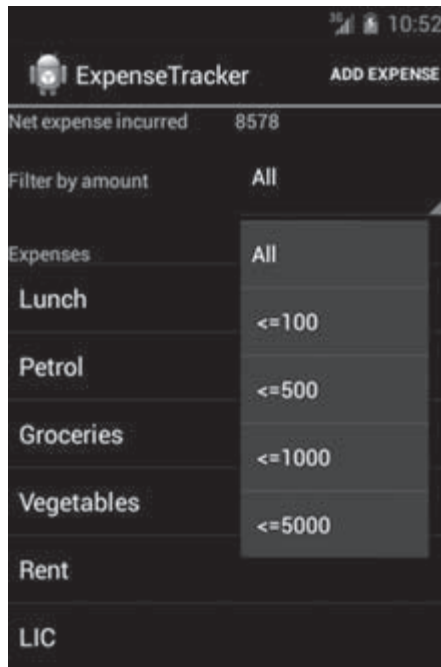 3G 10:52
ExpenseTracker ADD EXPENSE
Net expense incurred 8578
Filter by amount All
Expenses All
Lunch
<=100
Petrol
<=500
Groceries
<=1000
Vegetables
<=5000
Rent
LIC